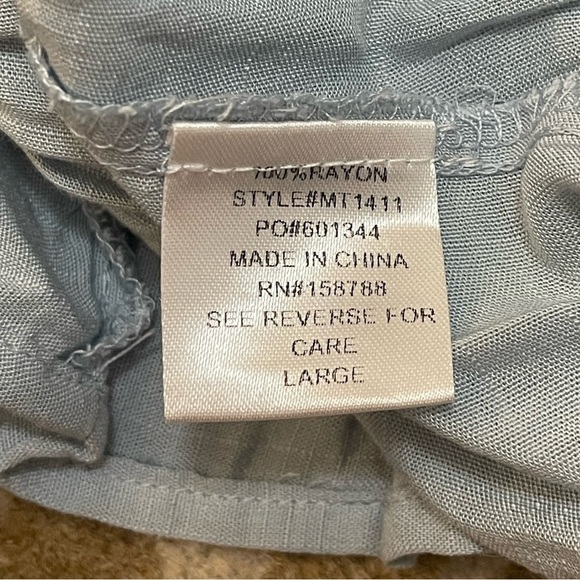 100%RAYON
STYLE#MT1411
PO#601344
MADE IN CHINA
RN#158788
SEE REVERSE FOR
CARE
LARGE